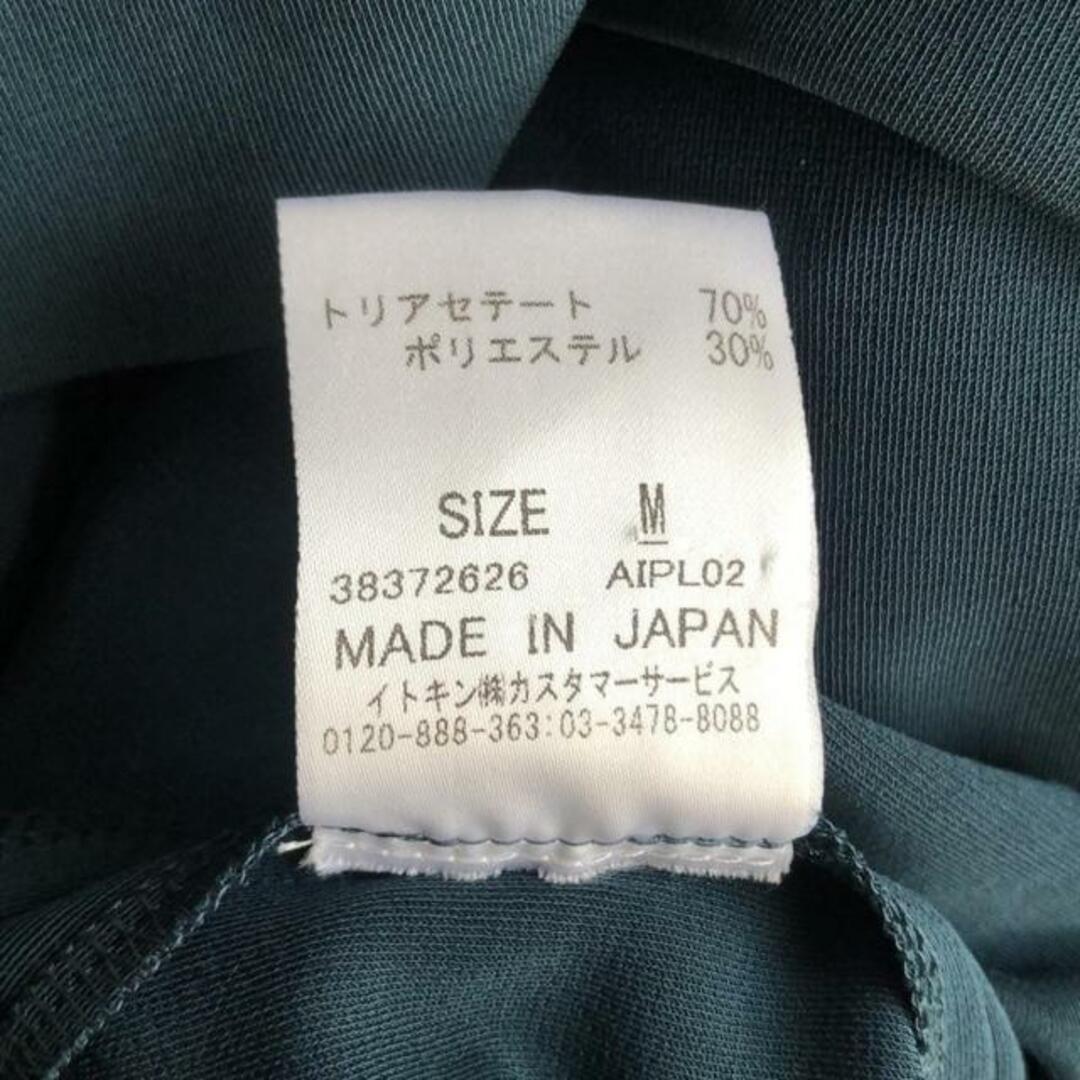 トリアセテート 70%
ポリエステル 30%
SIZE M
38372626 AIPL02
MADE IN JAPAN
イトキン㈱カスタマーサービス
0120-888-363:03-3478-8088